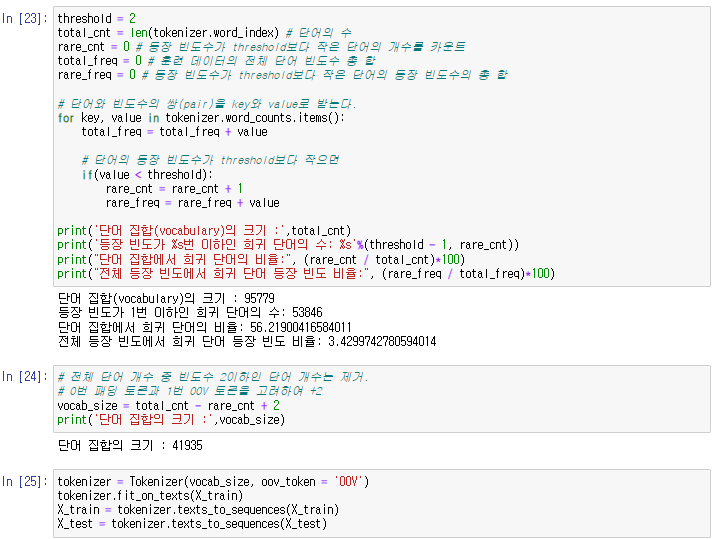 In [23]: threshold = 2
total_cnt = len(tokenizer.word_index) # 단어의 수
rare_cnt = 0 # 등장 빈도수가 threshold보다 작은 단어의 개수를 카운트
total_freq = 0 # 훈련 데이터의 전체 단어 빈도수 총 합
rare_freq = 0 # 등장 빈도수가 threshold보다 작은 단어의 등장 빈도수의 총 합

# 단어와 빈도수의 쌍(pair)을 key와 value로 받는다.
for key, value in tokenizer.word_counts.items():
    total_freq = total_freq + value

    # 단어의 등장 빈도수가 threshold보다 작으면
    if(value < threshold):
        rare_cnt = rare_cnt + 1
        rare_freq = rare_freq + value

print('단어 집합(vocabulary)의 크기 :',total_cnt)
print('등장 빈도가 %s번 이하인 희귀 단어의 수: %s'%(threshold - 1, rare_cnt))
print("단어 집합에서 희귀 단어의 비율:", (rare_cnt / total_cnt)*100)
print("전체 등장 빈도에서 희귀 단어 등장 빈도 비율:", (rare_freq / total_freq)*100)
단어 집합(vocabulary)의 크기 : 95779
등장 빈도가 1번 이하인 희귀 단어의 수: 53846
단어 집합에서 희귀 단어의 비율: 56.21900416584011
전체 등장 빈도에서 희귀 단어 등장 빈도 비율: 3.4299742780594014
In [24]: # 전체 단어 개수 중 빈도수 2이하인 단어 개수는 제거.
# 0번 패딩 토큰과 1번 OOV 토큰을 고려하여 +2
vocab_size = total_cnt - rare_cnt + 2
print('단어 집합의 크기 :',vocab_size)
단어 집합의 크기 : 41935
In [25]: tokenizer = Tokenizer(vocab_size, oov_token = 'OOV')
tokenizer.fit_on_texts(X_train)
X_train = tokenizer.texts_to_sequences(X_train)
X_test = tokenizer.texts_to_sequences(X_test)